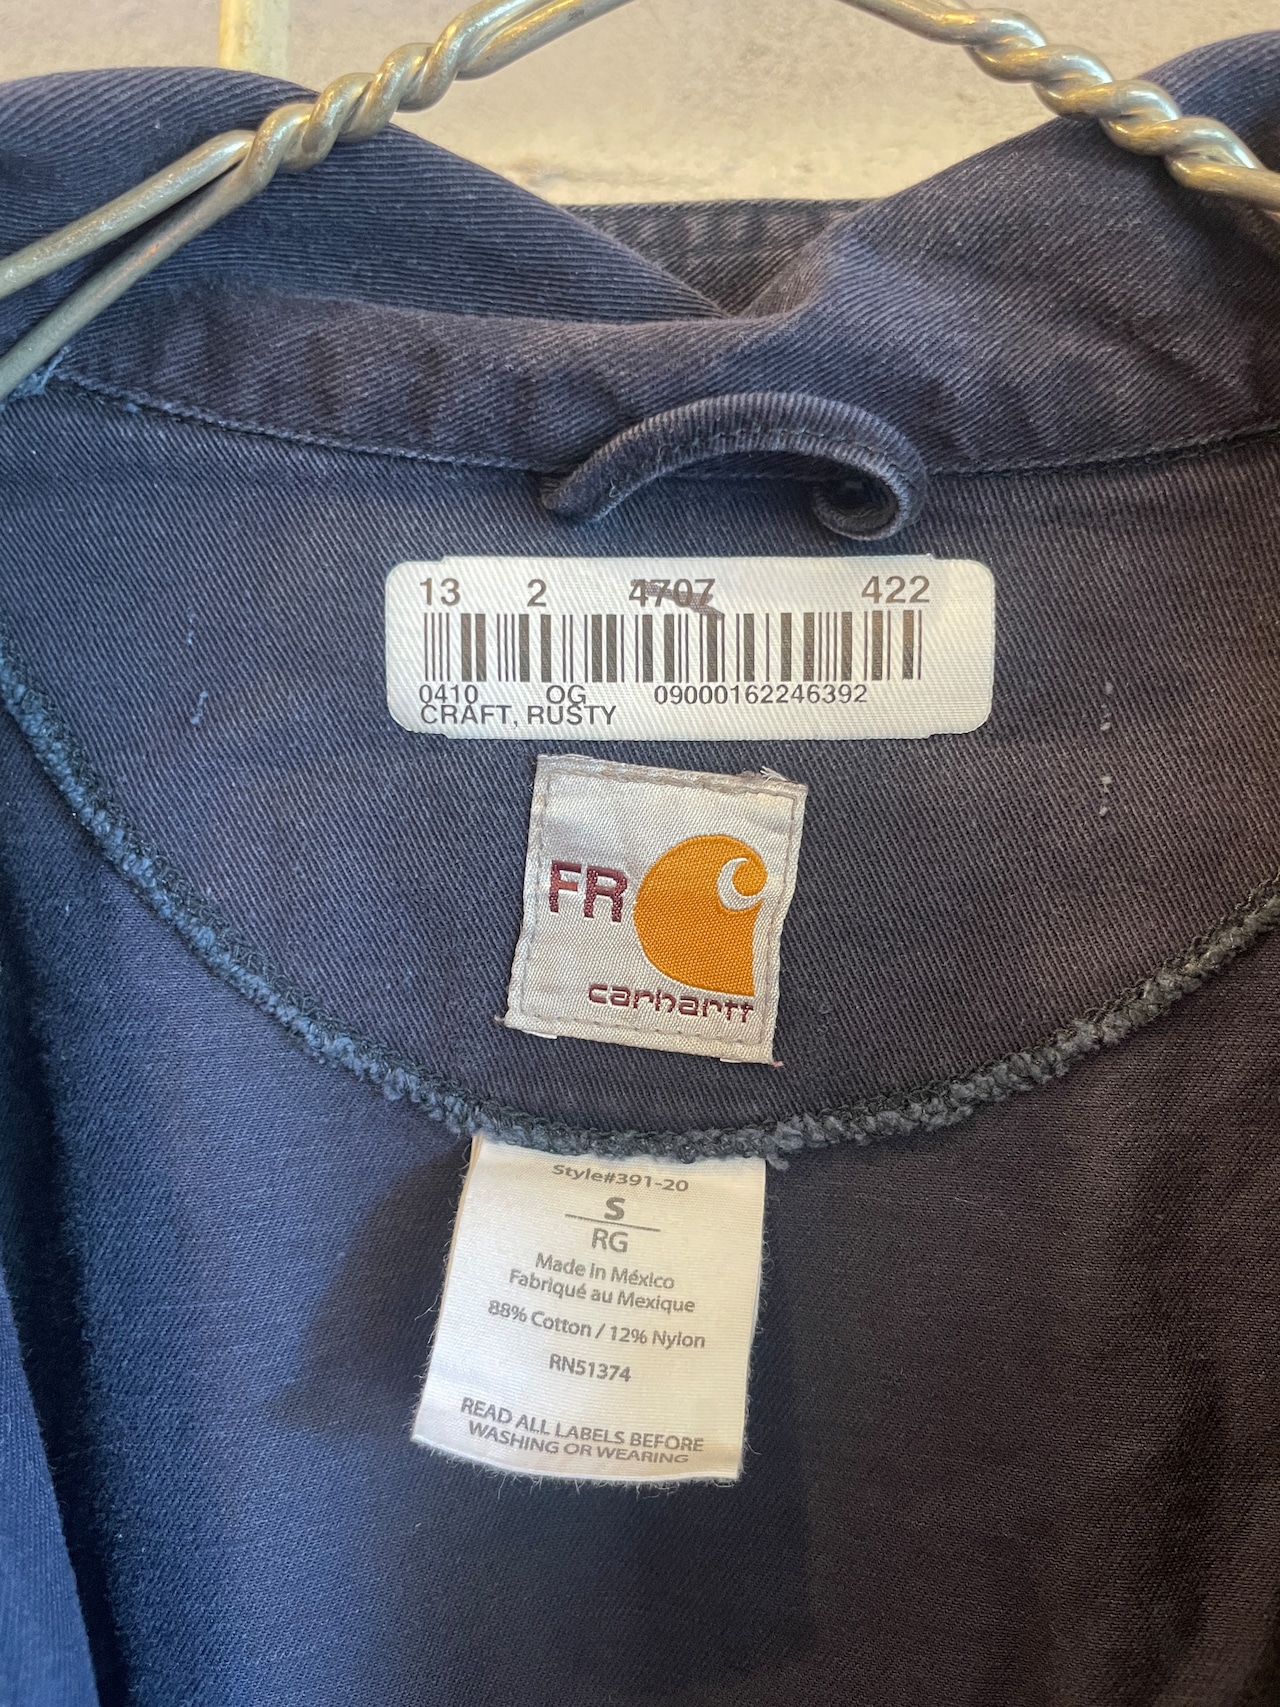 13 2 4707 422
0410 OG 09000162246392
CRAFT, RUSTY
FR
carhartt
Style#391-20
S
RG
Made in México
Fabriqué au Mexique
88% Cotton / 12% Nylon
RN51374
READ ALL LABELS BEFORE
WASHING OR WEARING